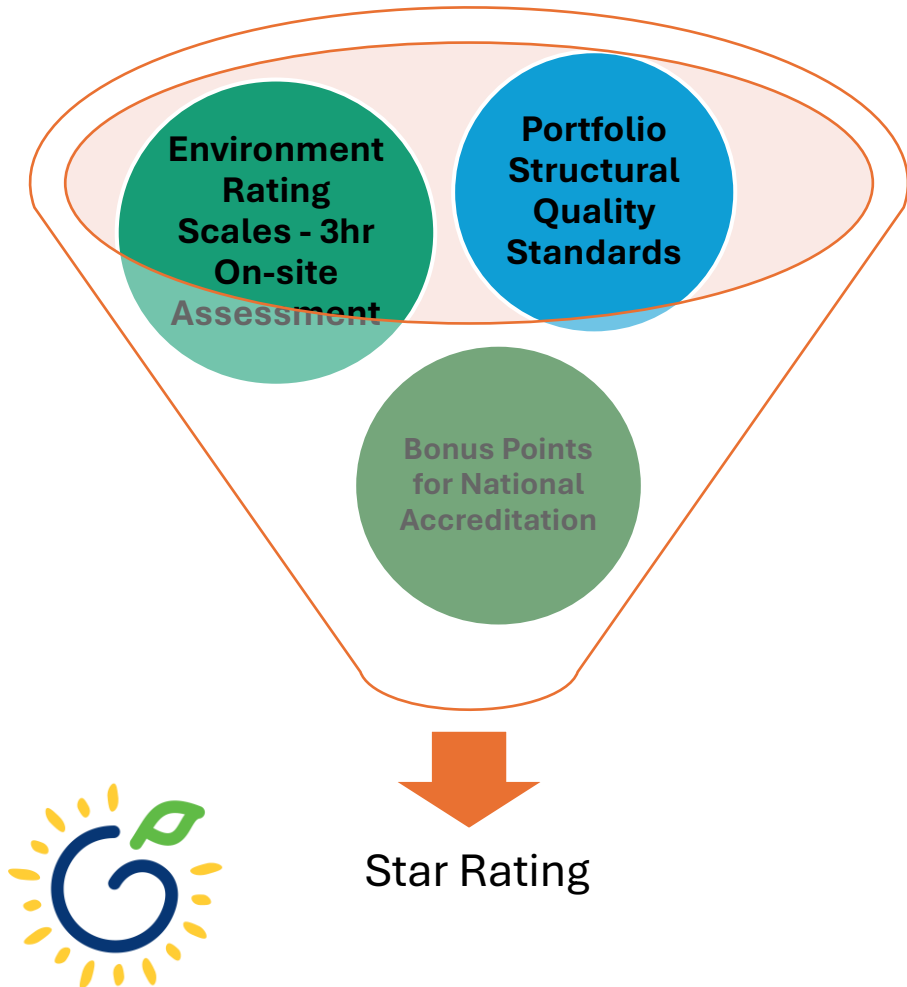 Environment
Rating
Scales - 3hr
On-site
Assessment
Portfolio
Structural
Quality
Standards
Bonus Points
for National
Accreditation
Star Rating